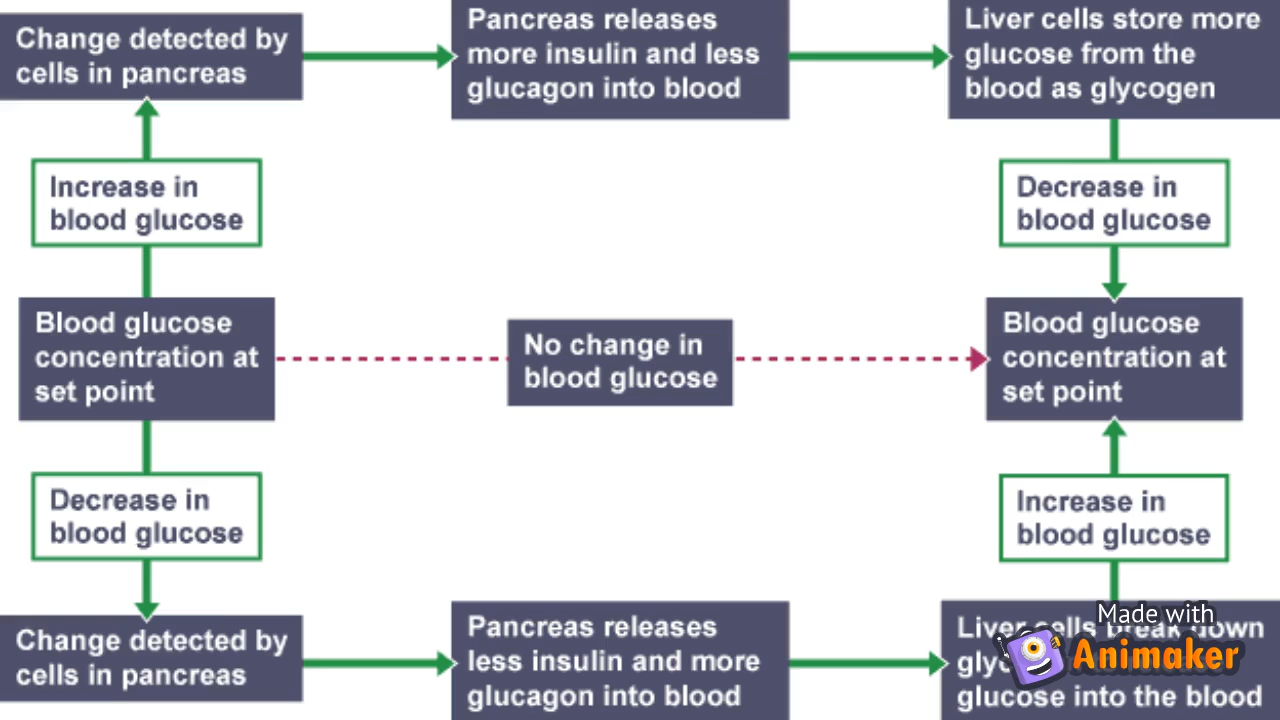 Change detected by
cells in pancreas
Pancreas releases
more insulin and less
glucagon into blood
Liver cells store more
glucose from the
blood as glycogen
Increase in
blood glucose
Decrease in
blood glucose
Blood glucose
concentration at
set point
No change in
blood glucose
Blood glucose
concentration at
set point
Decrease in
blood glucose
Increase in
blood glucose
Change detected by
cells in pancreas
Pancreas releases
less insulin and more
glucagon into blood
Liver cells break down
glucose into the blood
Made with
Animaker